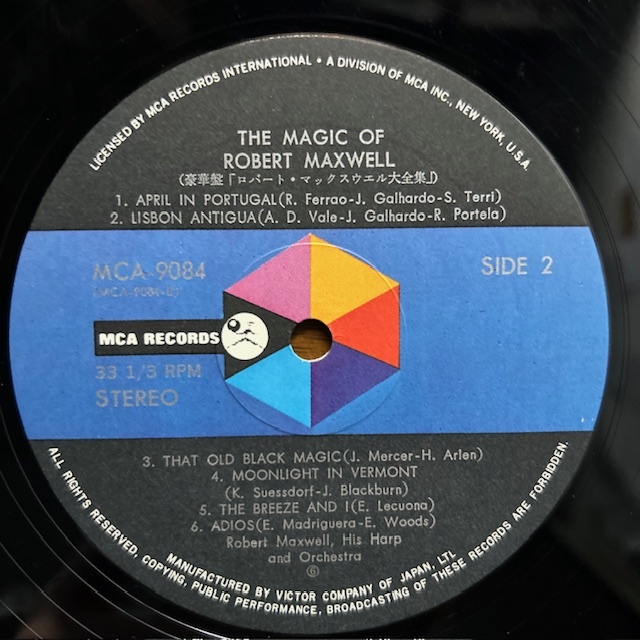 LICENSED BY MCA RECORDS INTERNATIONAL • A DIVISION OF MCA INC., NEW YORK, U.S.A.
THE MAGIC OF
ROBERT MAXWELL
(豪華盤「ロバート・マックスウエル大全集」)
1. APRIL IN PORTUGAL(R. Ferrao-J. Galhardo-S. Terri)
2. LISBON ANTIGUA(A. D. Vale-J. Galhardo-R. Portela)
MCA-9084
SIDE 2
(MCA-9084-B)
MCA RECORDS
33 1/3 RPM
STEREO
3. THAT OLD BLACK MAGIC(J. Mercer-H. Arlen)
4. MOONLIGHT IN VERMONT
(K. Suessdorf-J. Blackburn)
5. THE BREEZE AND I(E. Lecuona)
6. ADIOS(E. Madriguera-E. Woods)
Robert Maxwell, His Harp
and Orchestra
Ⓖ
MANUFACTURED BY VICTOR COMPANY OF JAPAN, LTD.
ALL RIGHTS RESERVED. COPYING, PUBLIC PERFORMANCE, BROADCASTING OF THESE RECORDS ARE FORBIDDEN.